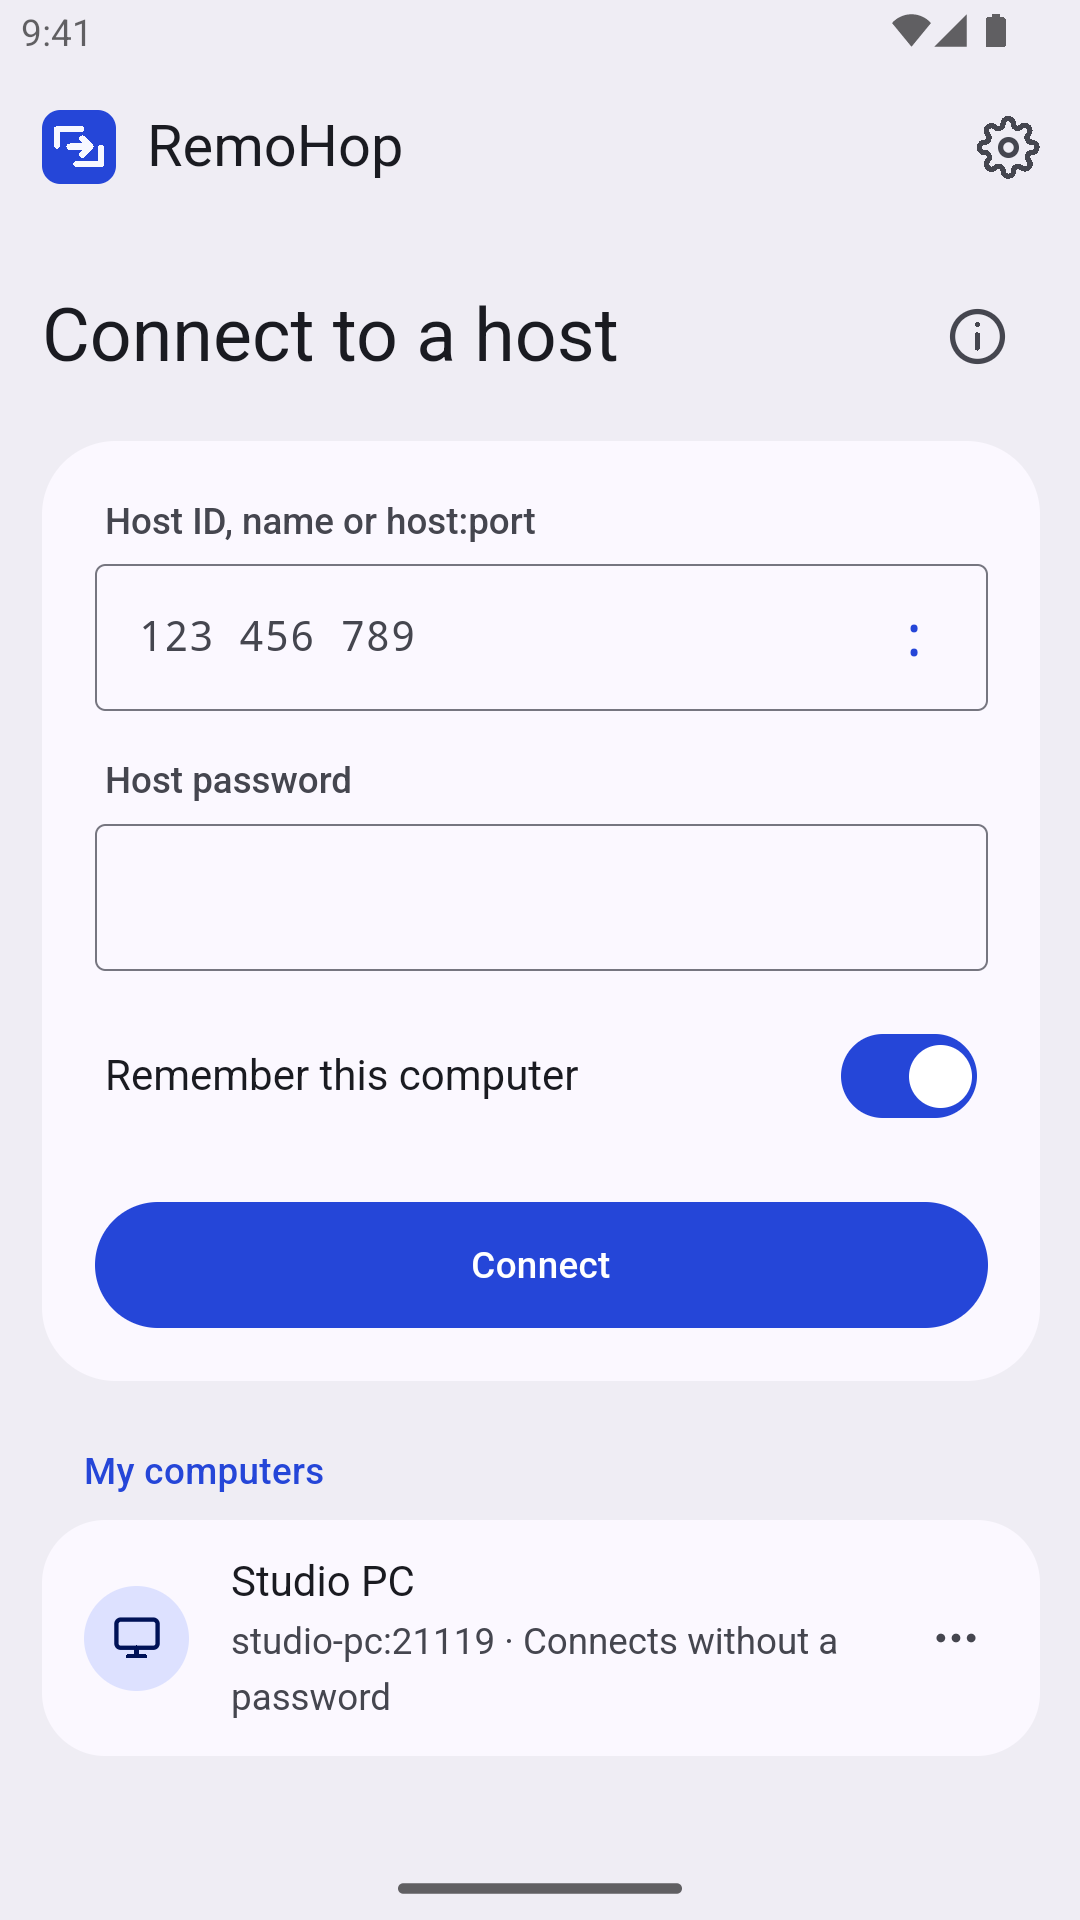 9:41
RemoHop
Connect to a host
Host ID, name or host:port
123 456 789 :
Host password
Remember this computer
Connect
My computers
Studio PC
studio-pc:21119 · Connects without a
password